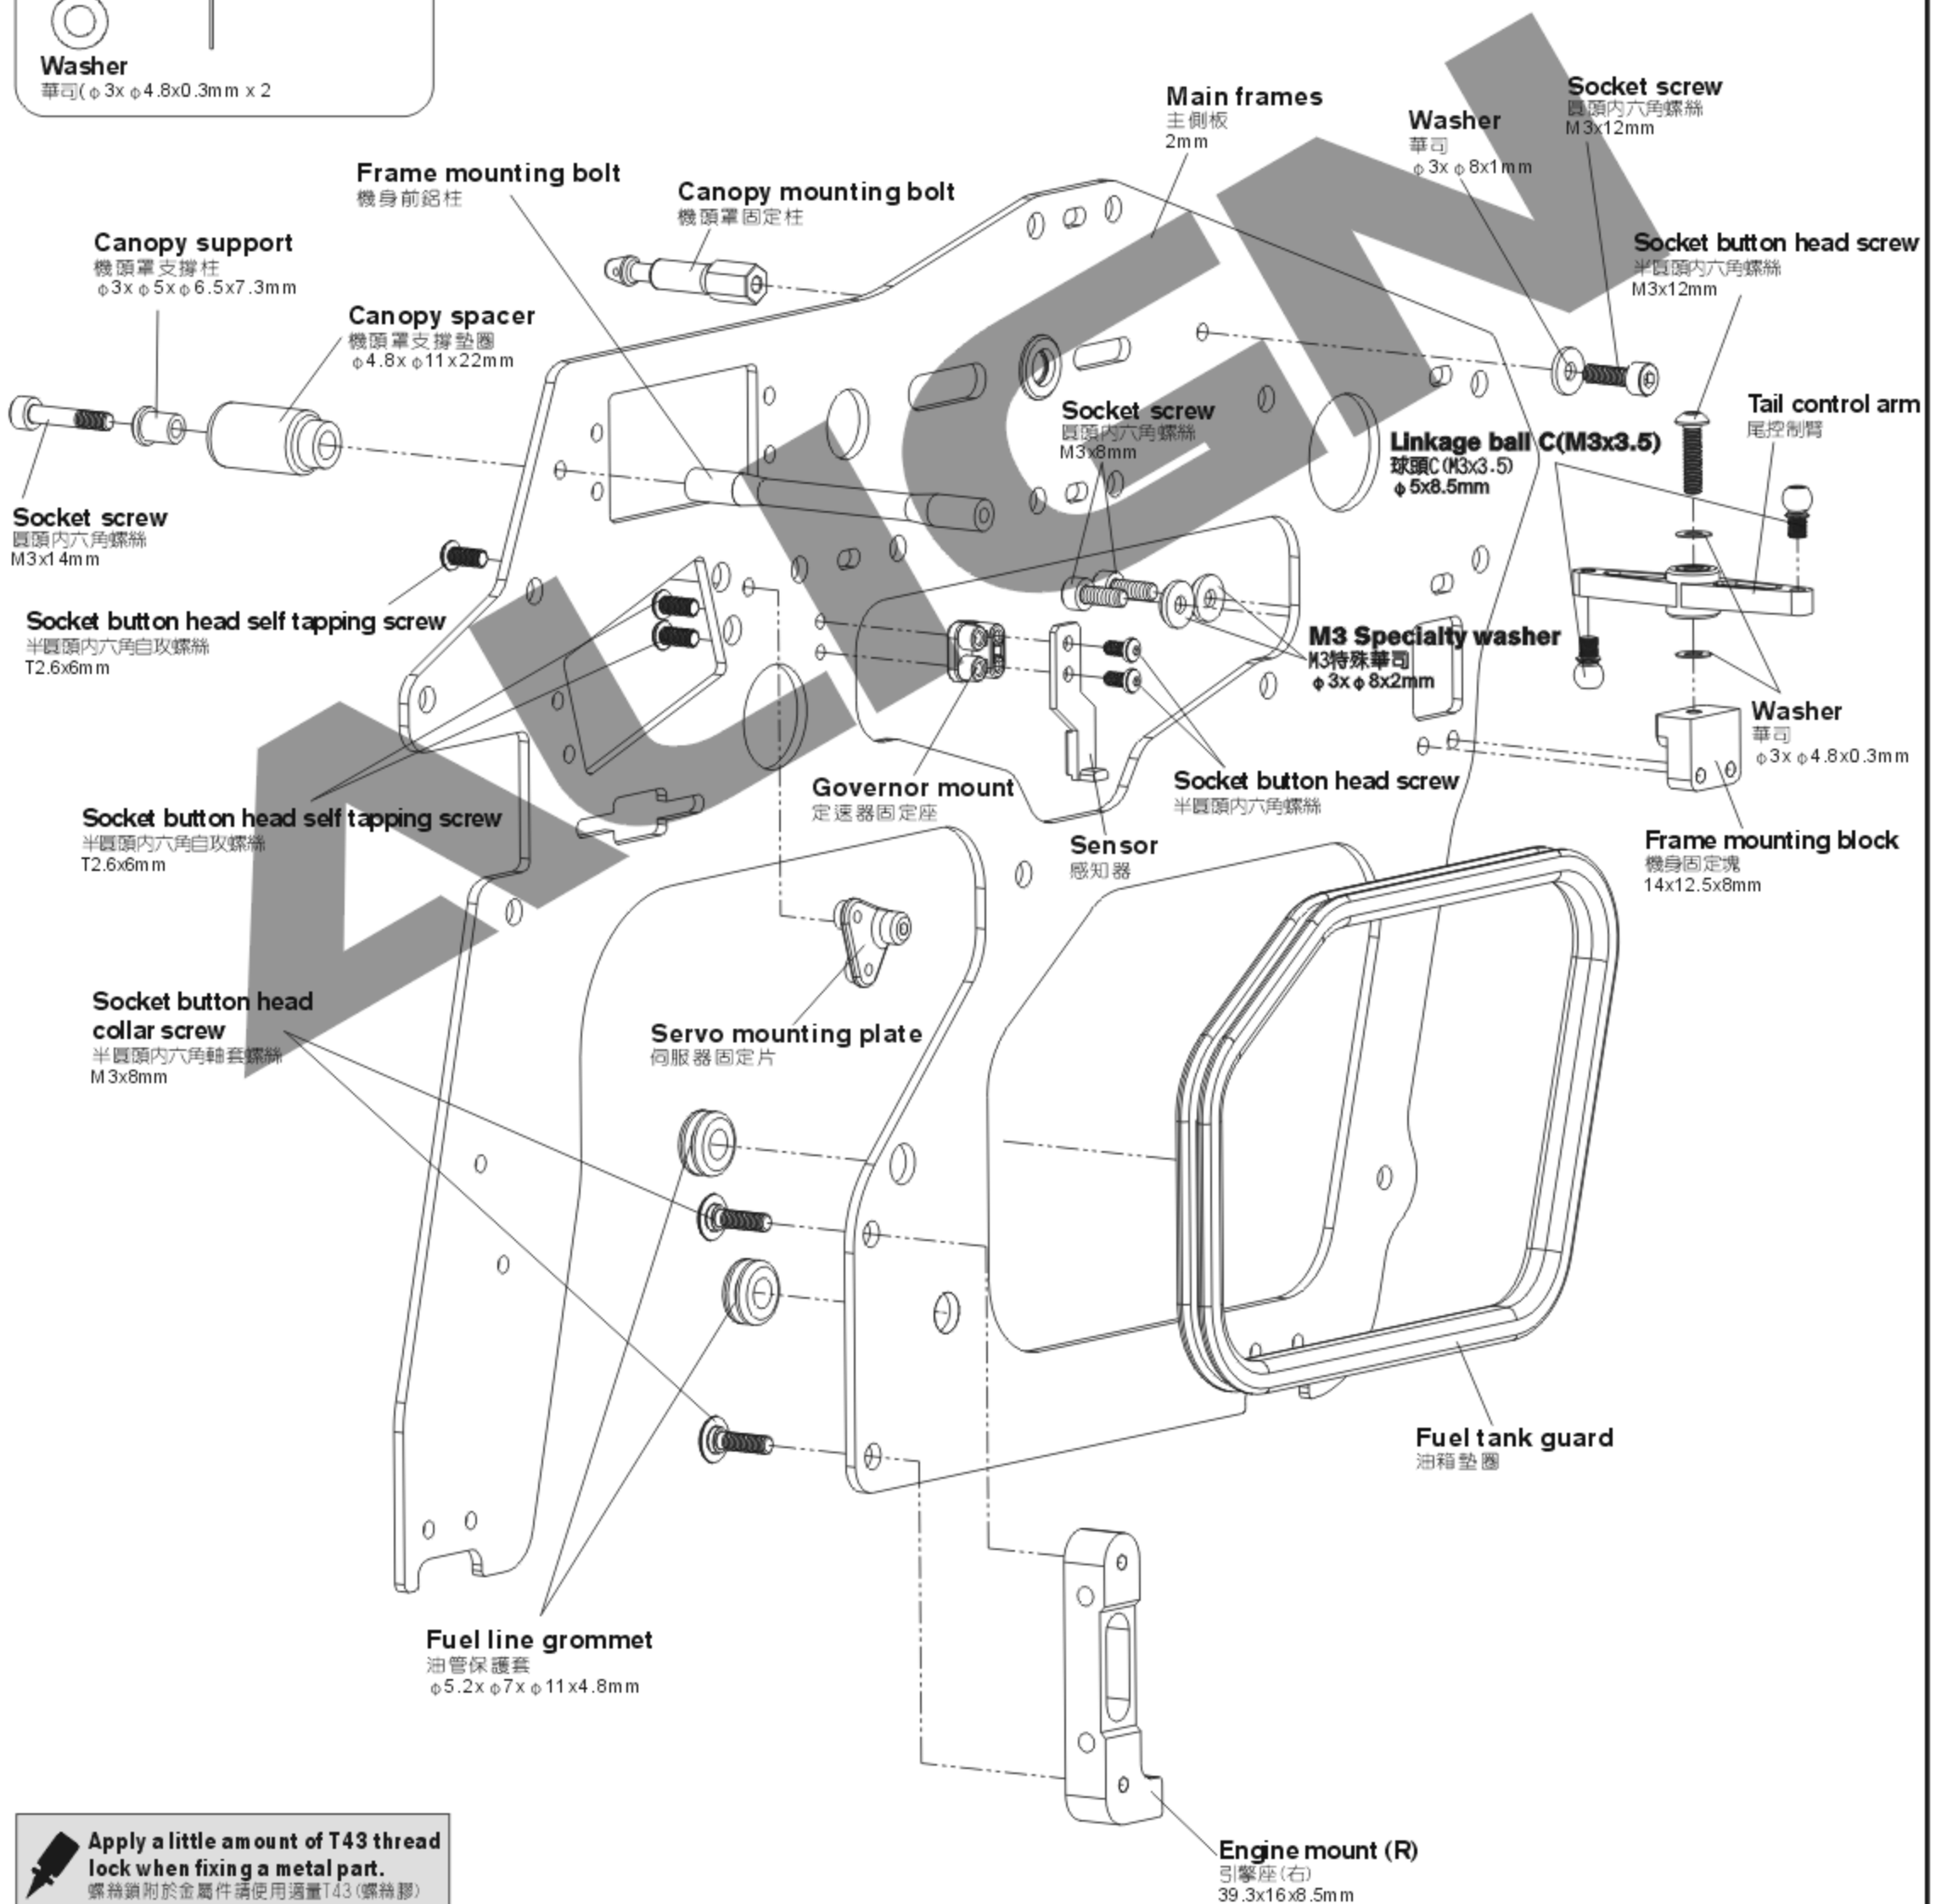 Washer
華司(φ3xφ4.8x0.3mm x 2
Main frames
主側板
2mm
Washer
華司
φ3xφ8x1mm
Socket screw
圓頭內六角螺絲
M3x12mm
Frame mounting bolt
機身前鋁柱
Canopy mounting bolt
機頭罩固定柱
Canopy support
機頭罩支撐柱
φ3xφ5xφ6.5x7.3mm
Canopy spacer
機頭罩支撐墊圈
φ4.8xφ11x22mm
Socket button head screw
半圓頭內六角螺絲
M3x12mm
Socket screw
圓頭內六角螺絲
M3x8mm
Linkage ball C(M3x3.5)
球頭C(M3x3.5)
φ5x8.5mm
Tail control arm
尾控制臂
Socket screw
圓頭內六角螺絲
M3x14mm
Socket button head self tapping screw
半圓頭內六角自攻螺絲
T2.6x6mm
M3 Specialty washer
M3特殊華司
φ3xφ8x2mm
Washer
華司
φ3xφ4.8x0.3mm
Governor mount
定速器固定座
Socket button head screw
半圓頭內六角螺絲
Socket button head self tapping screw
半圓頭內六角自攻螺絲
T2.6x6mm
Sensor
感知器
Frame mounting block
機身固定塊
14x12.5x8mm
Socket button head
collar screw
半圓頭內六角軸套螺絲
M3x8mm
Servo mounting plate
伺服器固定片
Fuel tank guard
油箱墊圈
Fuel line grommet
油管保護套
φ5.2xφ7xφ11x4.8mm
Engine mount (R)
引擎座(右)
39.3x16x8.5mm
Apply a little amount of T43 thread
lock when fixing a metal part.
螺絲鎖附於金屬件請使用適量T43(螺絲膠)
ALIGN